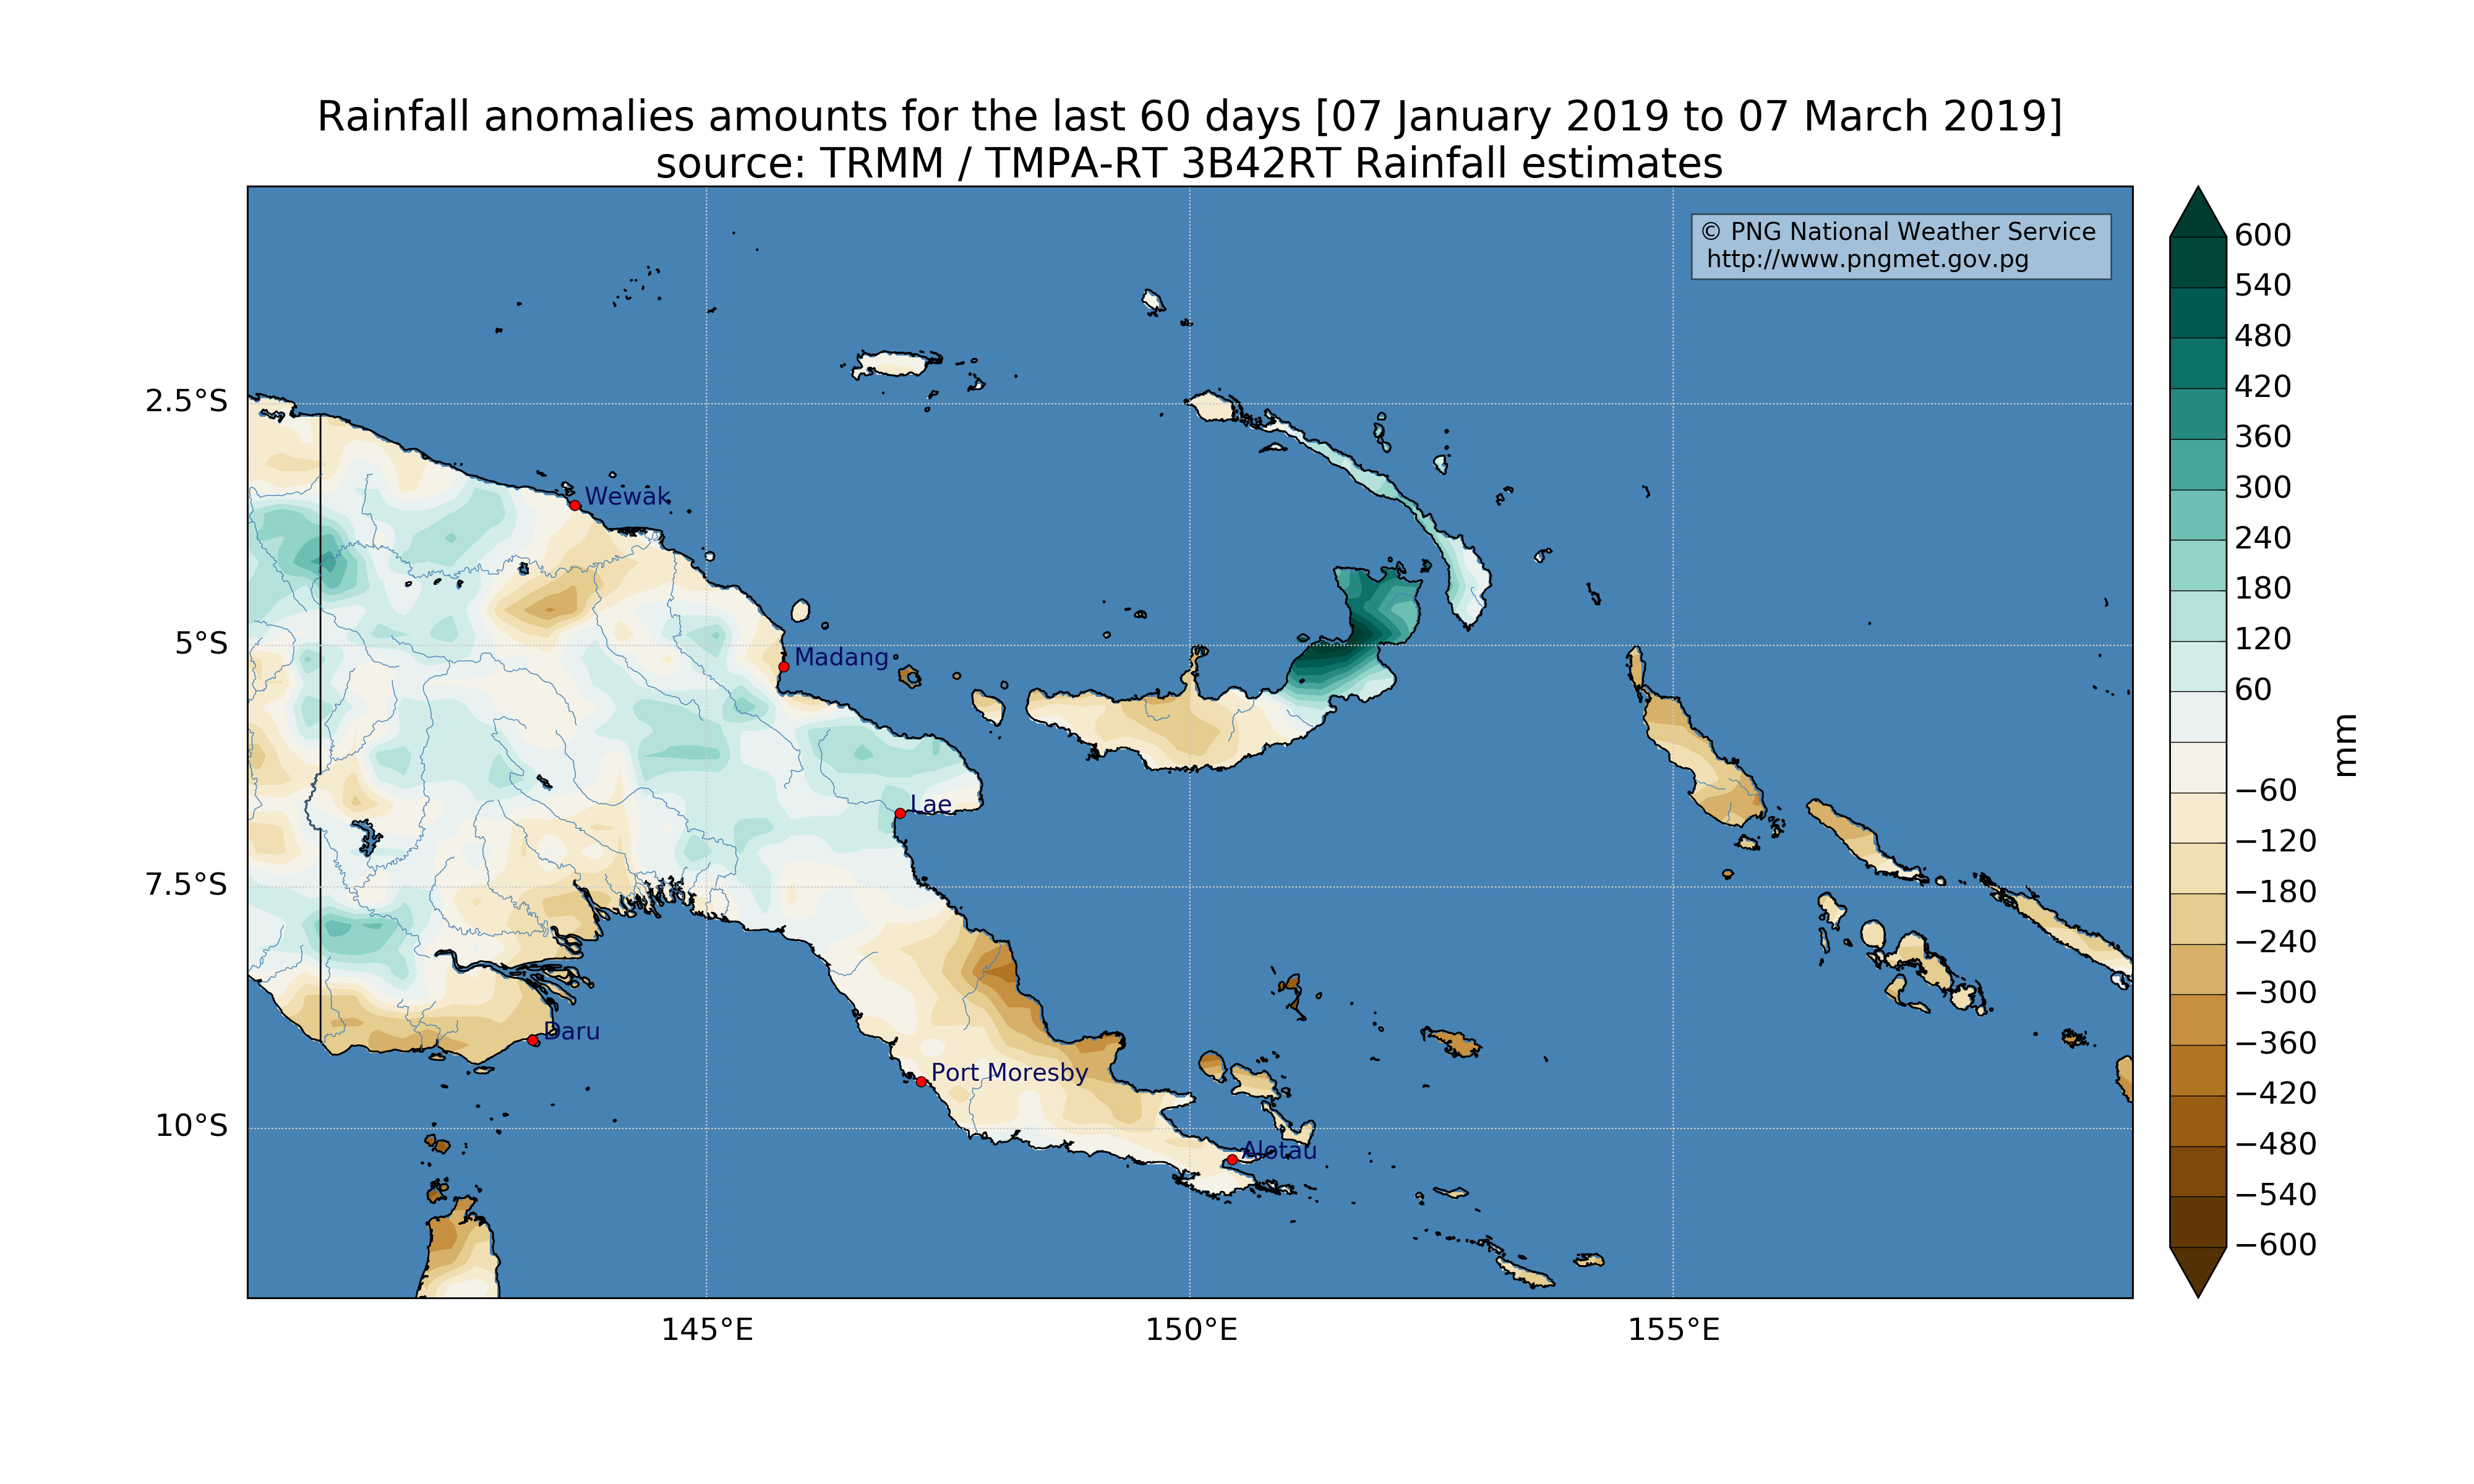 Rainfall anomalies amounts for the last 60 days [07 January 2019 to 07 March 2019]
source: TRMM / TMPA-RT 3B42RT Rainfall estimates
© PNG National Weather Service
http://www.pngmet.gov.pg
2.5°S
5°S
7.5°S
10°S
Wewak
Madang
Lae
Daru
Port Moresby
Alotau
145°E
150°E
155°E
600
540
480
420
360
300
240
180
120
60
−60
−120
−180
−240
−300
−360
−420
−480
−540
−600
mm